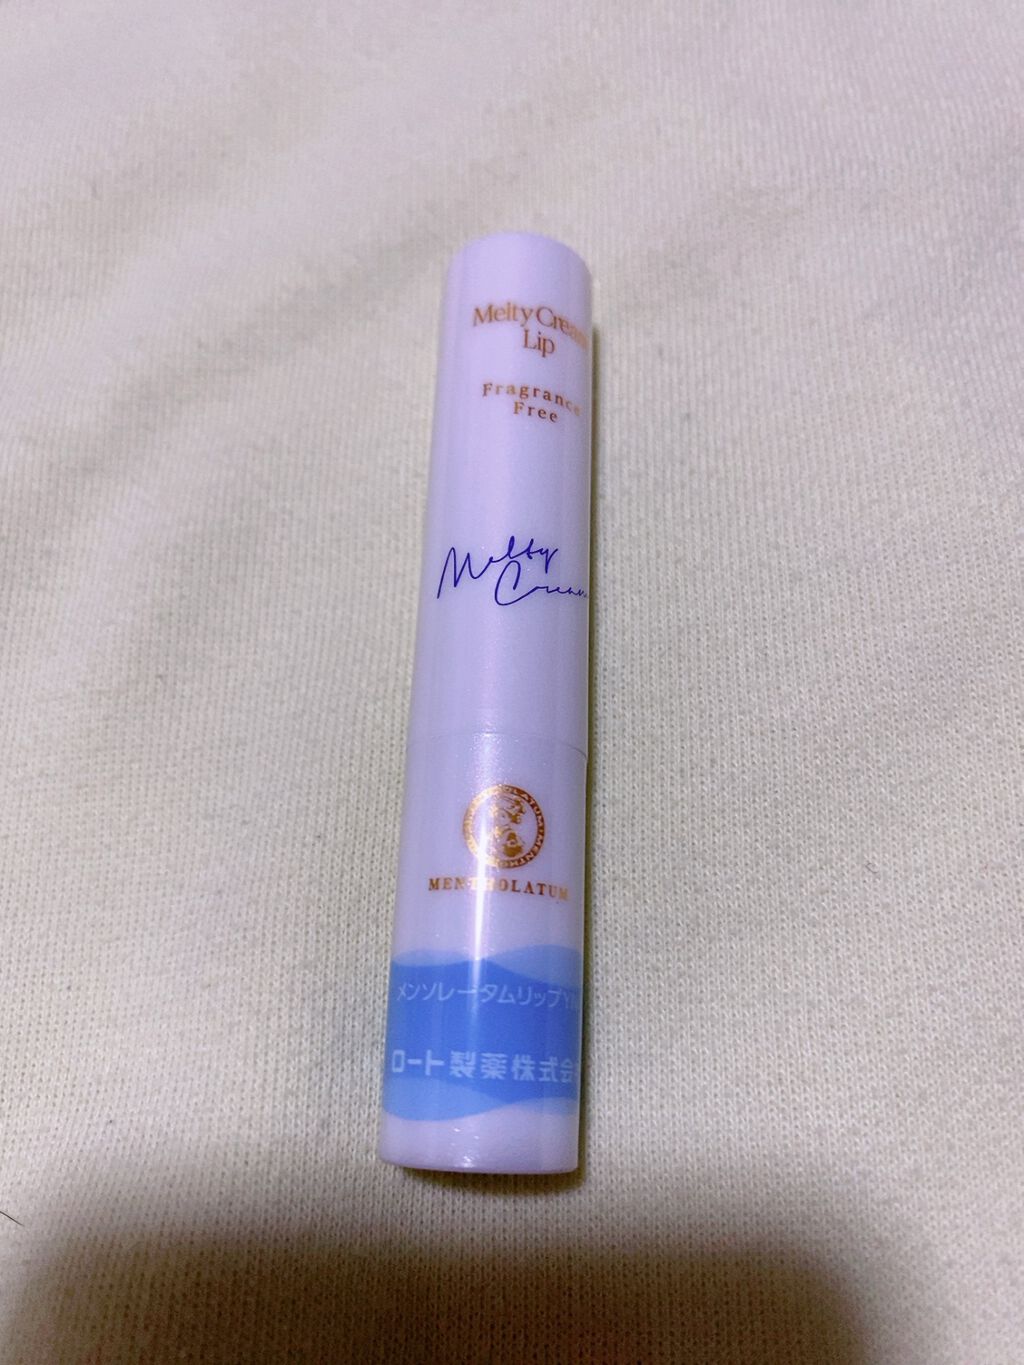 Melty Cream
Lip
Fragrance
Free
Melty
Cream
MENTHOLATUM
メンソレータムリップ
ロート製薬株式会